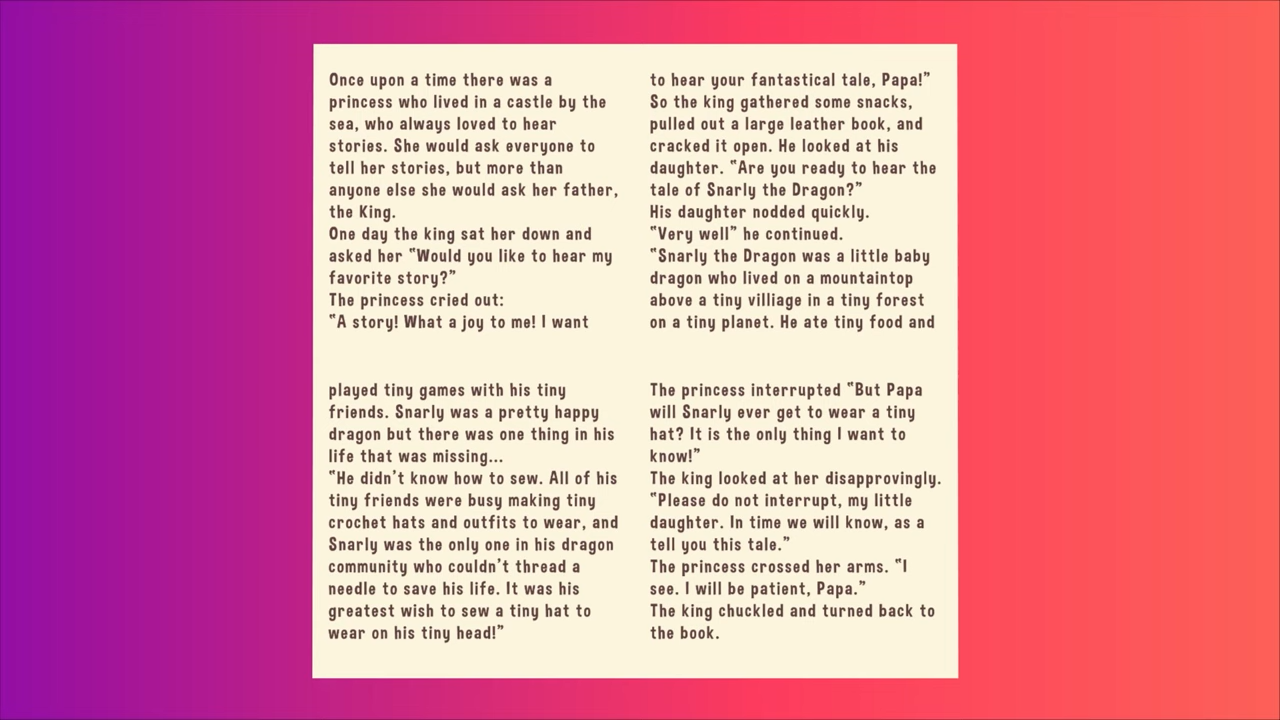 Once upon a time there was a
princess who lived in a castle by the
sea, who always loved to hear
stories. She would ask everyone to
tell her stories, but more than
anyone else she would ask her father,
the King.
One day the king sat her down and
asked her "Would you like to hear my
favorite story?"
The princess cried out:
"A story! What a joy to me! I want
to hear your fantastical tale, Papa!"
So the king gathered some snacks,
pulled out a large leather book, and
cracked it open. He looked at his
daughter. "Are you ready to hear the
tale of Snarly the Dragon?"
His daughter nodded quickly.
"Very well" he continued.
"Snarly the Dragon was a little baby
dragon who lived on a mountaintop
above a tiny villiage in a tiny forest
on a tiny planet. He ate tiny food and
played tiny games with his tiny
friends. Snarly was a pretty happy
dragon but there was one thing in his
life that was missing...
"He didn't know how to sew. All of his
tiny friends were busy making tiny
crochet hats and outfits to wear, and
Snarly was the only one in his dragon
community who couldn't thread a
needle to save his life. It was his
greatest wish to sew a tiny hat to
wear on his tiny head!"
The princess interrupted "But Papa
will Snarly ever get to wear a tiny
hat? It is the only thing I want to
know!"
The king looked at her disapprovingly.
"Please do not interrupt, my little
daughter. In time we will know, as a
tell you this tale."
The princess crossed her arms. "I
see. I will be patient, Papa."
The king chuckled and turned back to
the book.